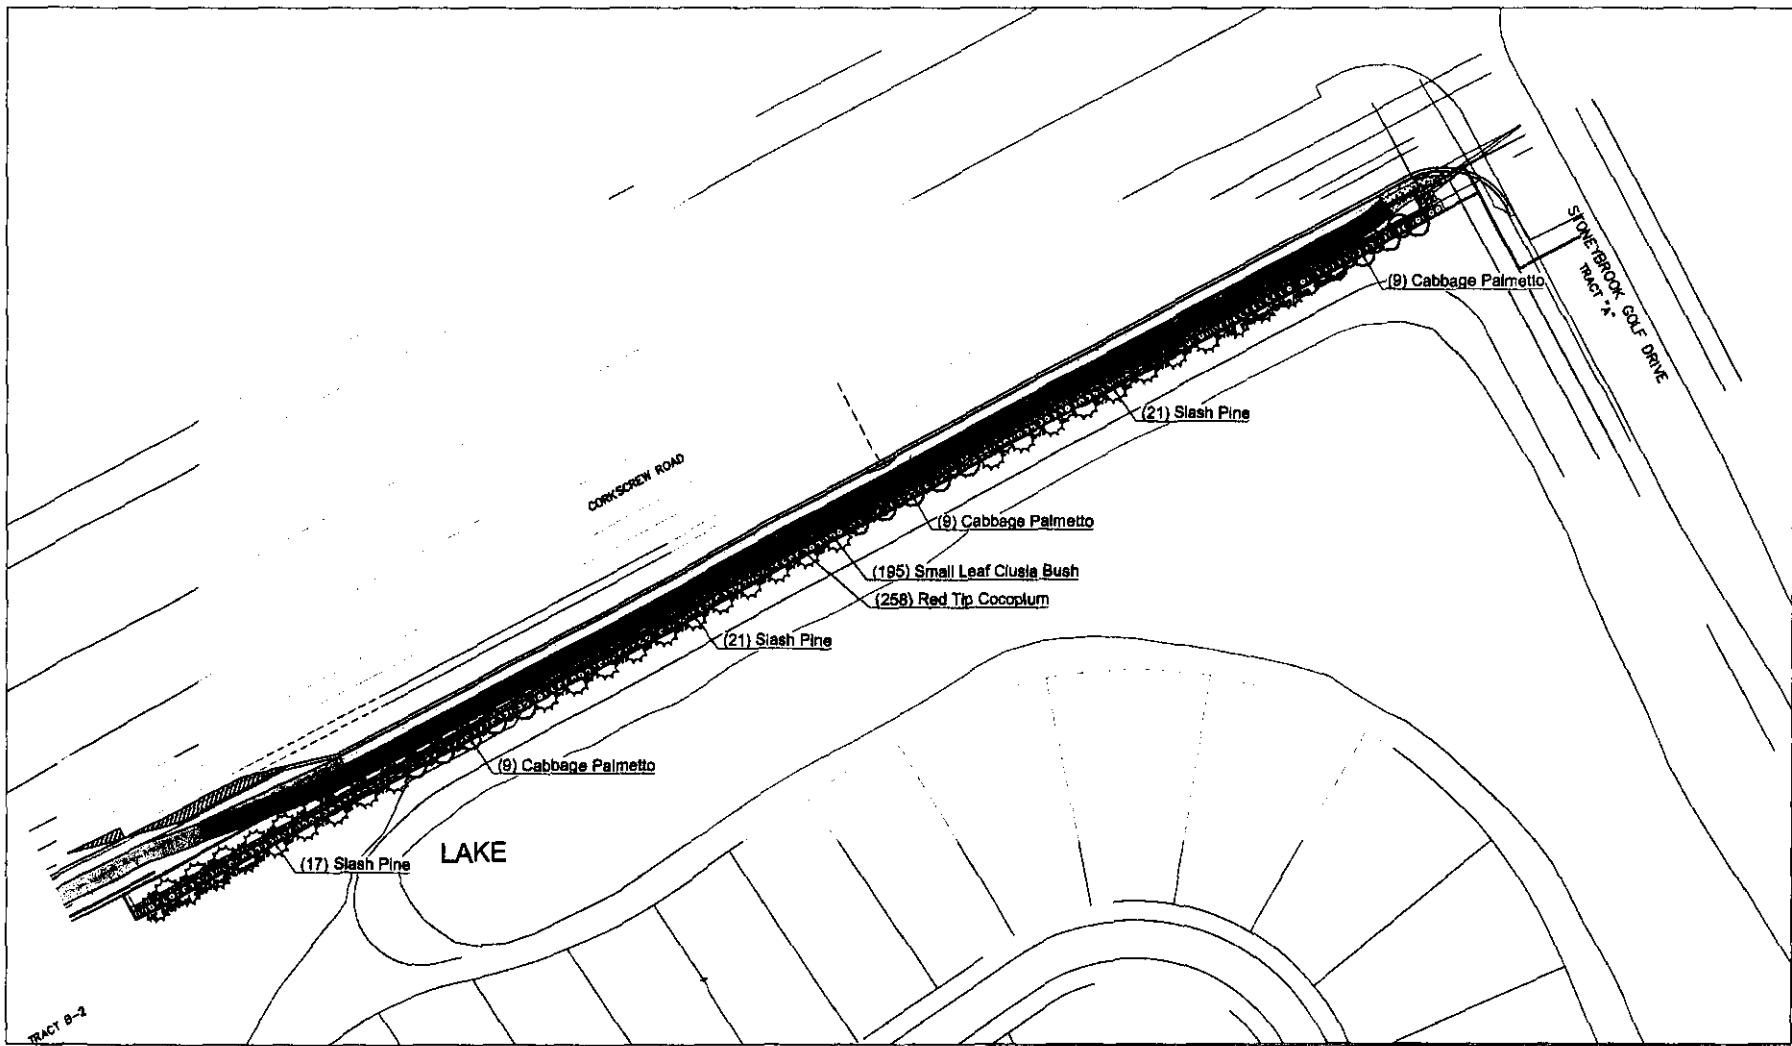 STONEYBROOK GOLF DRIVE
TRACT "A"
(9) Cabbage Palmetto
(21) Slash Pine
CORKSCREW ROAD
(9) Cabbage Palmetto
(195) Small Leaf Clusia Bush
(258) Red Tip Cocoplum
(21) Slash Pine
(9) Cabbage Palmetto
LAKE
(17) Slash Pine
TRACT B-2